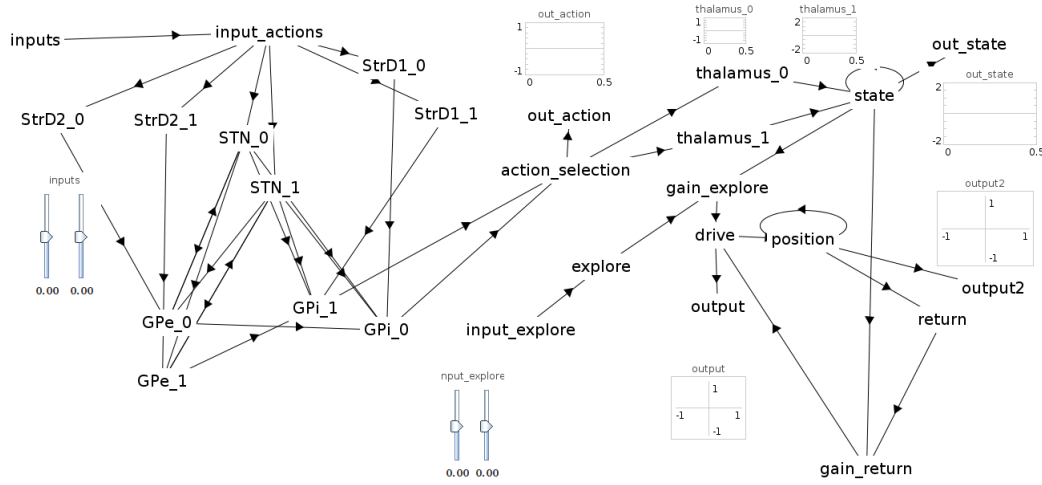 inputs
input_actions
StrD1_0
StrD2_0
StrD2_1
StrD1_1
STN_0
STN_1
inputs
0.00 0.00
GPe_0
GPe_1
GPi_1
GPi_0
out_action
1
-1
0 0.5
out_action
action_selection
thalamus_0
1
-1
0 0.5
thalamus_1
2
-2
0 0.5
thalamus_0
thalamus_1
state
out_state
out_state
2
-2
0 0.5
gain_explore
drive
position
explore
input_explore
output
output2
1
-1 1
-1
output2
return
nput_explore
0.00 0.00
output
1
-1 1
-1
gain_return